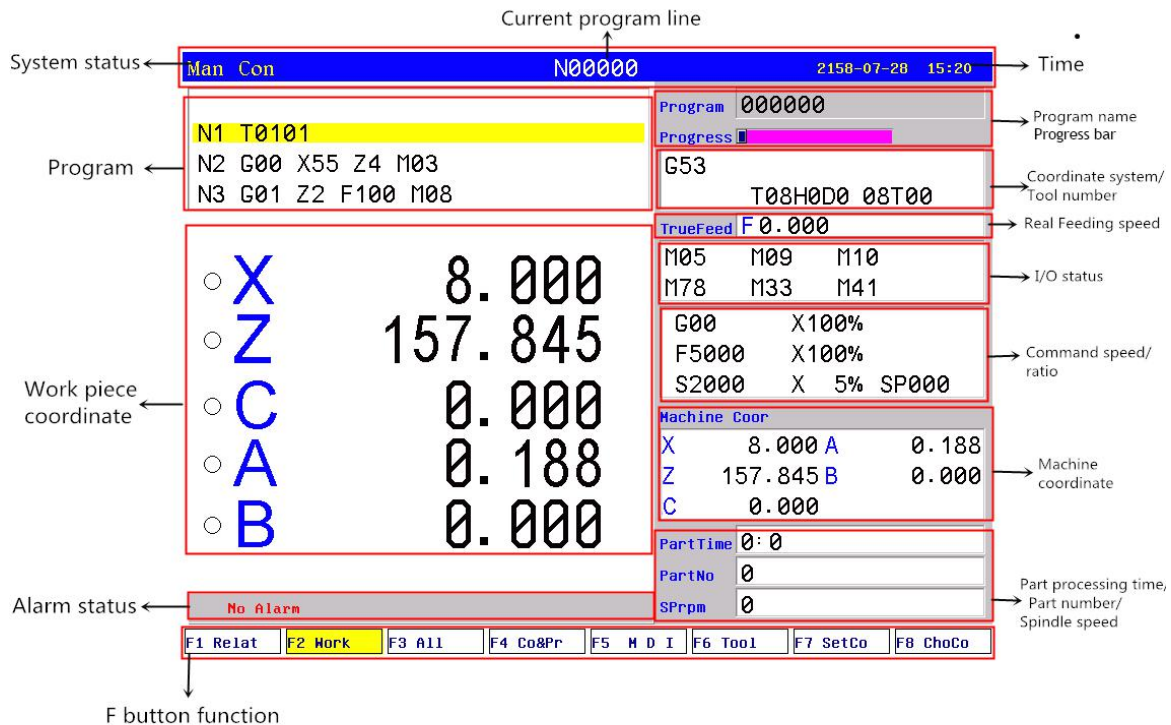 Current program line
System status
Man Con N00000 2158-07-28 15:20
Time
Program 000000
Progress
Program name
Progress bar
N1 T0101
N2 G00 X55 Z4 M03
N3 G01 Z2 F100 M08
Program
G53
T08H0D0 08T00
Coordinate system/
Tool number
TrueFeed F 0.000
Real Feeding speed
M05 M09 M10
M78 M33 M41
I/O status
G00 X100%
F5000 X100%
S2000 X 5% SP000
Command speed/
ratio
X 8.000
Z 157.845
C 0.000
A 0.188
B 0.000
Work piece
coordinate
Machine Coor
X 8.000 A 0.188
Z 157.845 B 0.000
C 0.000
Machine
coordinate
PartTime 0:0
PartNo 0
SPrpm 0
Part processing time/
Part number/
Spindle speed
Alarm status
No Alarm
F1 Relat F2 Work F3 All F4 Co&Pr F5 M D I F6 Tool F7 SetCo F8 ChoCo
F button function